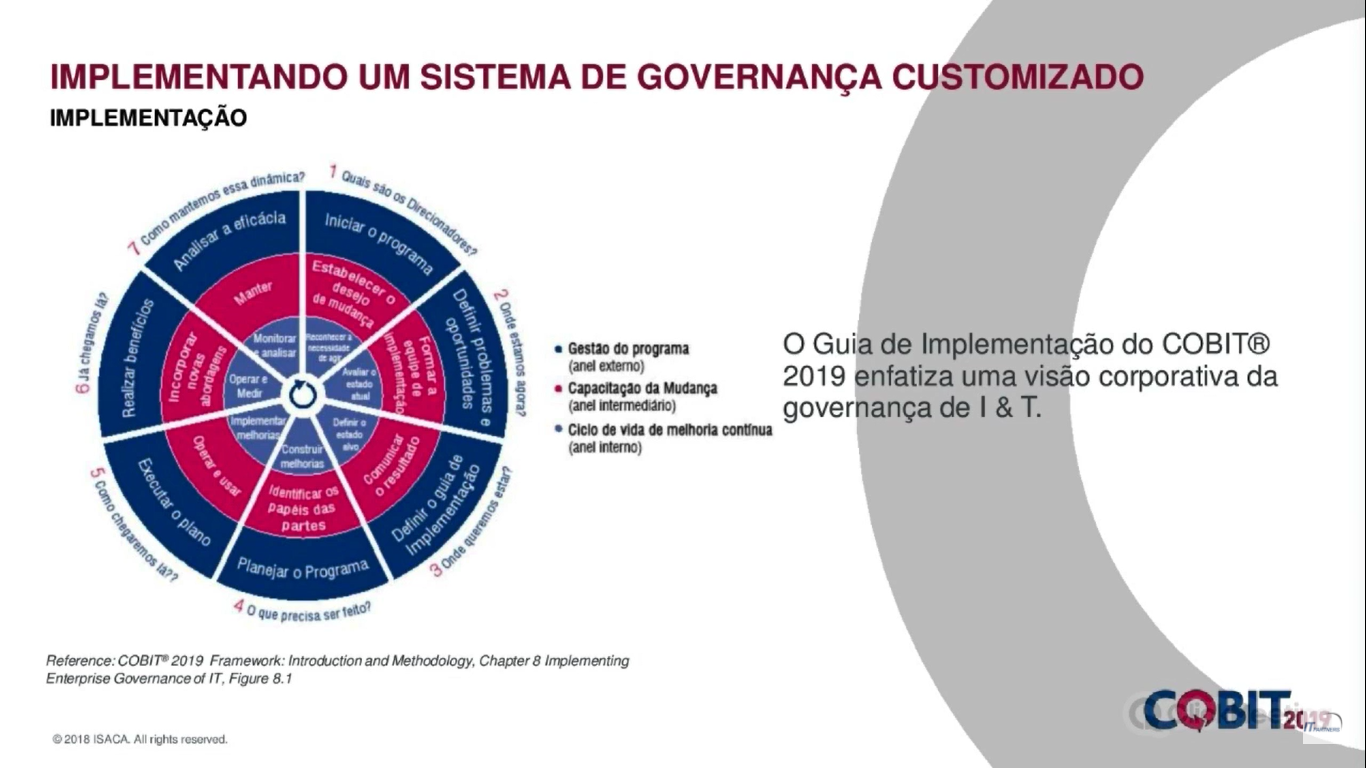 IMPLEMENTANDO UM SISTEMA DE GOVERNANÇA CUSTOMIZADO
IMPLEMENTAÇÃO
1 Quais são os Direcionadores?
2 Onde estamos agora?
3 Onde queremos estar?
4 O que precisa ser feito?
5 Como chegaremos lá??
6 Já chegamos lá?
7 Como mantemos essa dinâmica?
Iniciar o programa
Definir problemas e
oportunidades
Definir o guia de
Implementação
Planejar o Programa
Executar o plano
Realizar benefícios
Analisar a eficácia
Estabelecer o
desejo
de mudança
Formar a
equipe de
implementação
Comunicar
o resultado
Identificar os
papéis das
partes
Operar e usar
Incorporar
novas
abordagens
Manter
Reconhecer a
necessidade
de agir
Avaliar o
estado
atual
Definir o
estado
alvo
Construir
melhorias
Implementar
melhorias
Operar e
Medir
Monitorar
e analisar
• Gestão do programa
(anel externo)
• Capacitação da Mudança
(anel intermediário)
• Ciclo de vida de melhoria contínua
(anel interno)
O Guia de Implementação do COBIT®
2019 enfatiza uma visão corporativa da
governança de I & T.
Reference: COBIT® 2019 Framework: Introduction and Methodology, Chapter 8 Implementing
Enterprise Governance of IT, Figure 8.1
© 2018 ISACA. All rights reserved.
COBIT 2019